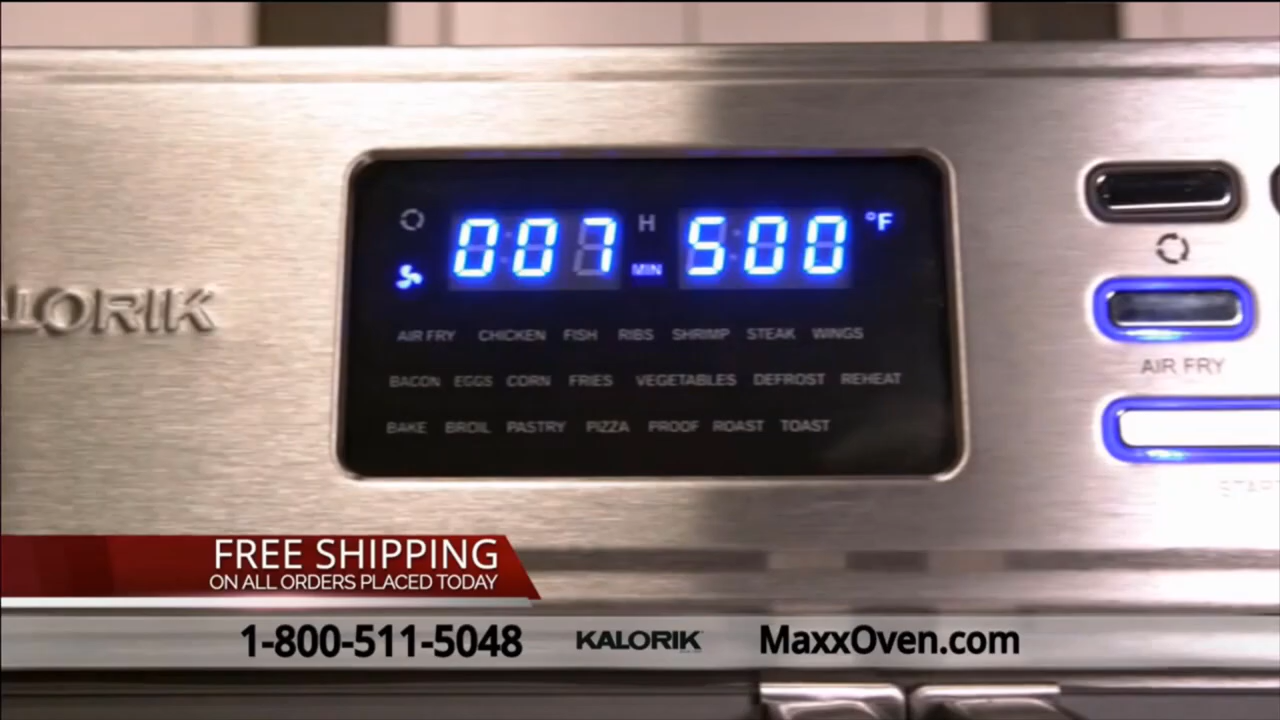 007 H MIN 500 °F
AIR FRY CHICKEN FISH RIBS SHRIMP STEAK WINGS
BACON EGGS CORN FRIES VEGETABLES DEFROST REHEAT
BAKE BROIL PASTRY PIZZA PROOF ROAST TOAST
ALORIK
AIR FRY
START
FREE SHIPPING
ON ALL ORDERS PLACED TODAY
1-800-511-5048 KALORIK MaxxOven.com